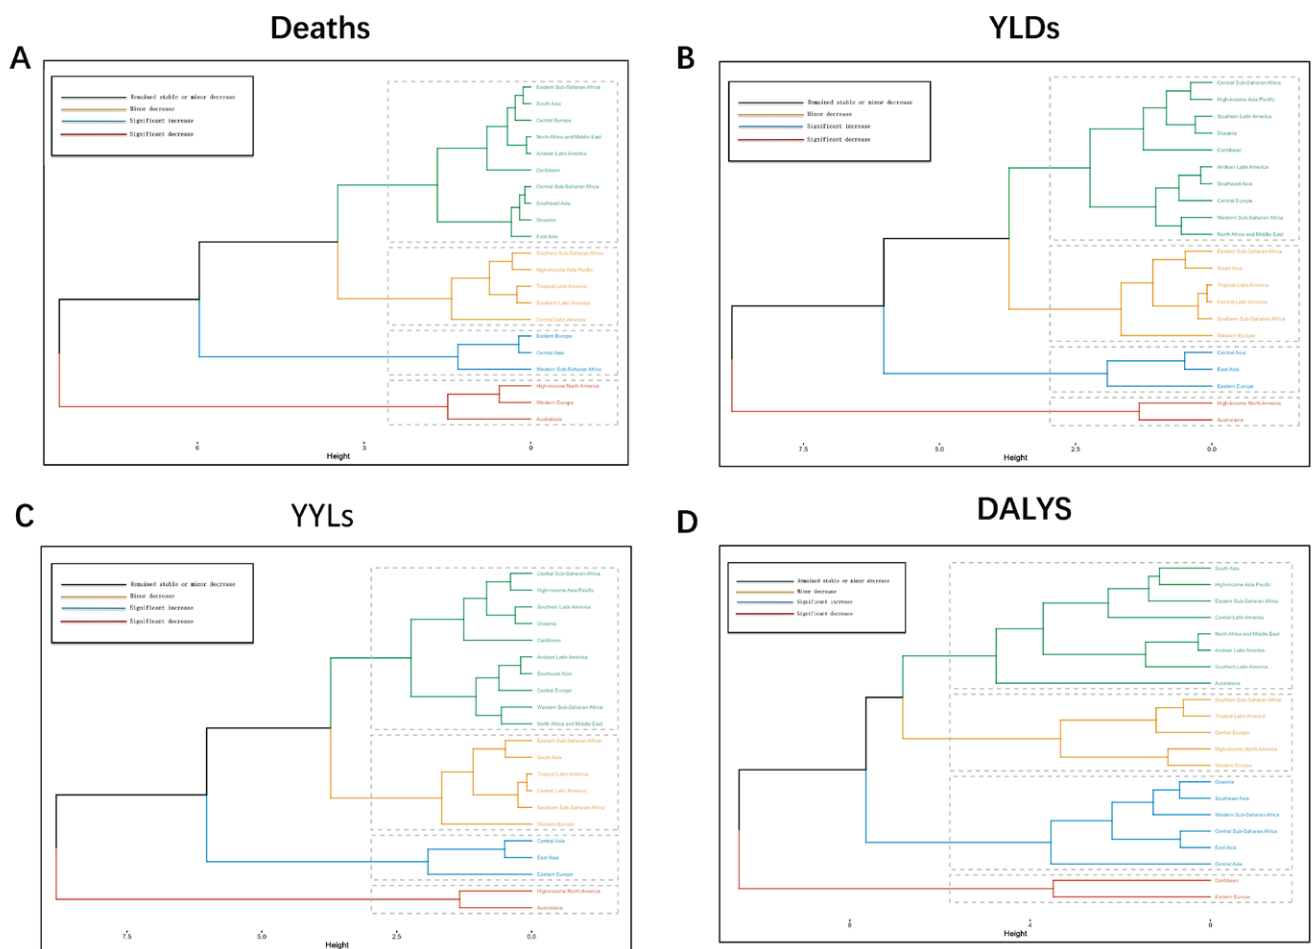 Deaths
A
Remained stable or minor decrease
Minor decrease
Significant increase
Significant decrease
Eastern Sub-Saharan Africa
South Asia
Central Europe
North Africa and Middle East
Andean Latin America
Caribbean
Central Sub-Saharan Africa
Southeast Asia
Oceania
East Asia
Southern Sub-Saharan Africa
High-income Asia Pacific
Tropical Latin America
Southern Latin America
Central Latin America
Eastern Europe
Central Asia
Western Sub-Saharan Africa
High-income North America
Western Europe
Australasia
6 3 0
Height
YLDs
B
Remained stable or minor decrease
Minor decrease
Significant increase
Significant decrease
Central Sub-Saharan Africa
High-income Asia Pacific
Southern Latin America
Oceania
Caribbean
Andean Latin America
Southeast Asia
Central Europe
Western Sub-Saharan Africa
North Africa and Middle East
Eastern Sub-Saharan Africa
South Asia
Tropical Latin America
Central Latin America
Southern Sub-Saharan Africa
Western Europe
Central Asia
East Asia
Eastern Europe
High-income North America
Australasia
7.5 5.0 2.5 0.0
Height
YYLs
C
Remained stable or minor decrease
Minor decrease
Significant increase
Significant decrease
Central Sub-Saharan Africa
High-income Asia Pacific
Southern Latin America
Oceania
Caribbean
Andean Latin America
Southeast Asia
Central Europe
Western Sub-Saharan Africa
North Africa and Middle East
Eastern Sub-Saharan Africa
South Asia
Tropical Latin America
Central Latin America
Southern Sub-Saharan Africa
Western Europe
Central Asia
East Asia
Eastern Europe
High-income North America
Australasia
7.5 5.0 2.5 0.0
Height
DALYS
D
Remained stable or minor decrease
Minor decrease
Significant increase
Significant decrease
South Asia
High-income Asia Pacific
Eastern Sub-Saharan Africa
Central Latin America
North Africa and Middle East
Andean Latin America
Southern Latin America
Australasia
Southern Sub-Saharan Africa
Tropical Latin America
Central Europe
High-income North America
Western Europe
Oceania
Southeast Asia
Western Sub-Saharan Africa
Central Sub-Saharan Africa
East Asia
Central Asia
Caribbean
Eastern Europe
8 4 0
Height